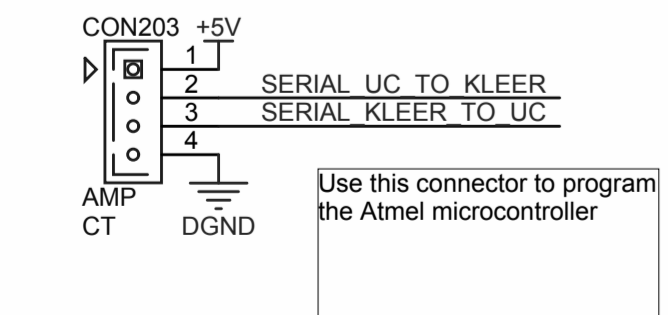 CON203 +5V
1
2 SERIAL_UC_TO_KLEER
3 SERIAL_KLEER_TO_UC
4
AMP
CT DGND
Use this connector to program
the Atmel microcontroller